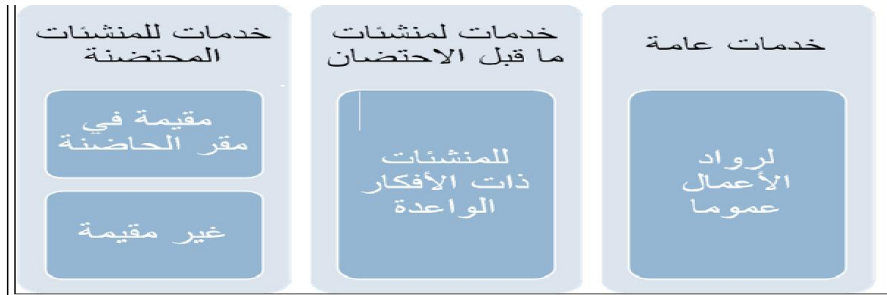 خدمات عامة
لرواد
الأعمال
عموما
خدمات لمنشئات
ما قبل الاحتضان
للمنشئات
ذات الأفكار
الواعدة
خدمات للمنشئات
المحتضنة
مقيمة في
مقر الحاضنة
غير مقيمة